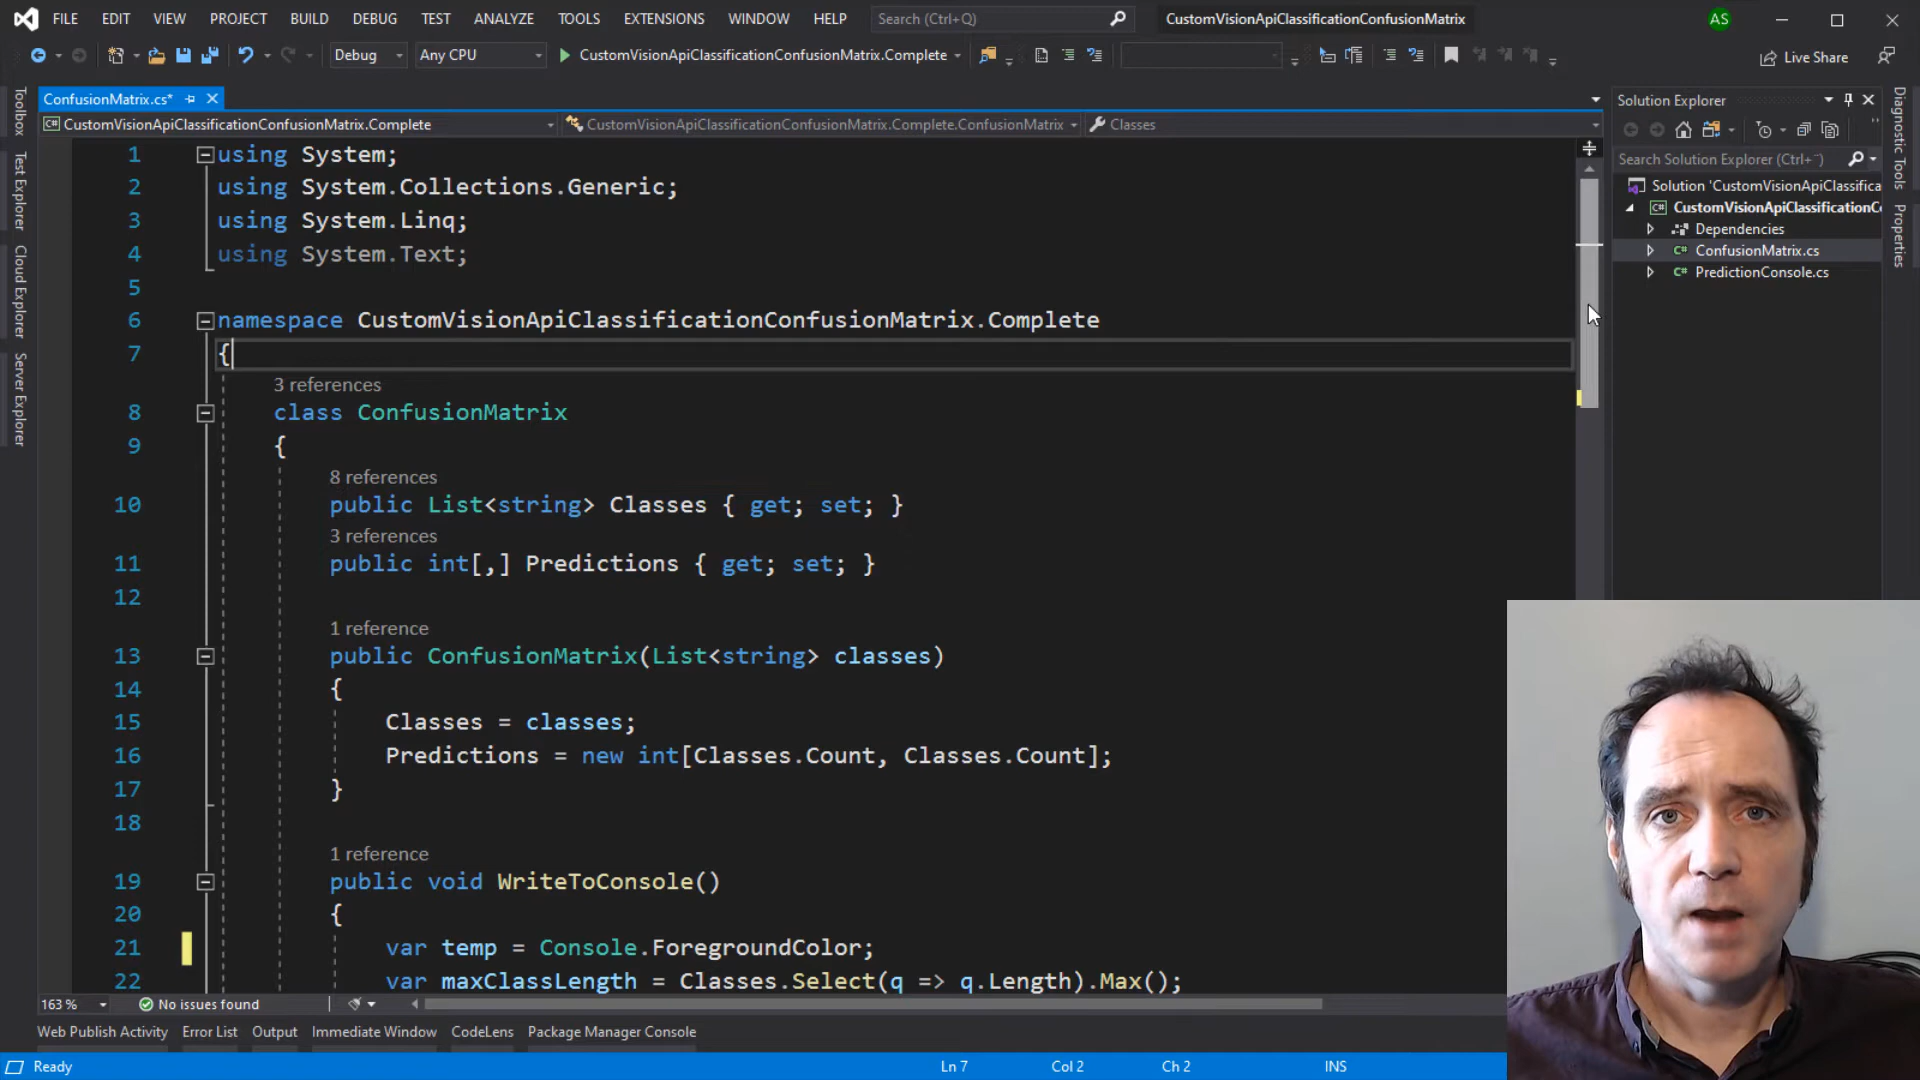 FILE EDIT VIEW PROJECT BUILD DEBUG TEST ANALYZE TOOLS EXTENSIONS WINDOW HELP Search (Ctrl+Q) CustomVisionApiClassificationConfusionMatrix AS
Debug Any CPU CustomVisionApiClassificationConfusionMatrix.Complete Live Share
ConfusionMatrix.cs*
CustomVisionApiClassificationConfusionMatrix.Complete CustomVisionApiClassificationConfusionMatrix.Complete.ConfusionMatrix Classes
Toolbox
Test Explorer
Cloud Explorer
Server Explorer
1 using System;
2 using System.Collections.Generic;
3 using System.Linq;
4 using System.Text;
5
6 namespace CustomVisionApiClassificationConfusionMatrix.Complete
7 {
3 references
8 class ConfusionMatrix
9 {
8 references
10 public List<string> Classes { get; set; }
3 references
11 public int[,] Predictions { get; set; }
12
1 reference
13 public ConfusionMatrix(List<string> classes)
14 {
15 Classes = classes;
16 Predictions = new int[Classes.Count, Classes.Count];
17 }
18
1 reference
19 public void WriteToConsole()
20 {
21 var temp = Console.ForegroundColor;
22 var maxClassLength = Classes.Select(q => q.Length).Max();
163 % No issues found
Solution Explorer
Search Solution Explorer (Ctrl+¨)
Solution 'CustomVisionApiClassifica
CustomVisionApiClassificationC
Dependencies
C# ConfusionMatrix.cs
C# PredictionConsole.cs
Diagnostic Tools
Properties
Web Publish Activity Error List Output Immediate Window CodeLens Package Manager Console
Ready Ln 7 Col 2 Ch 2 INS